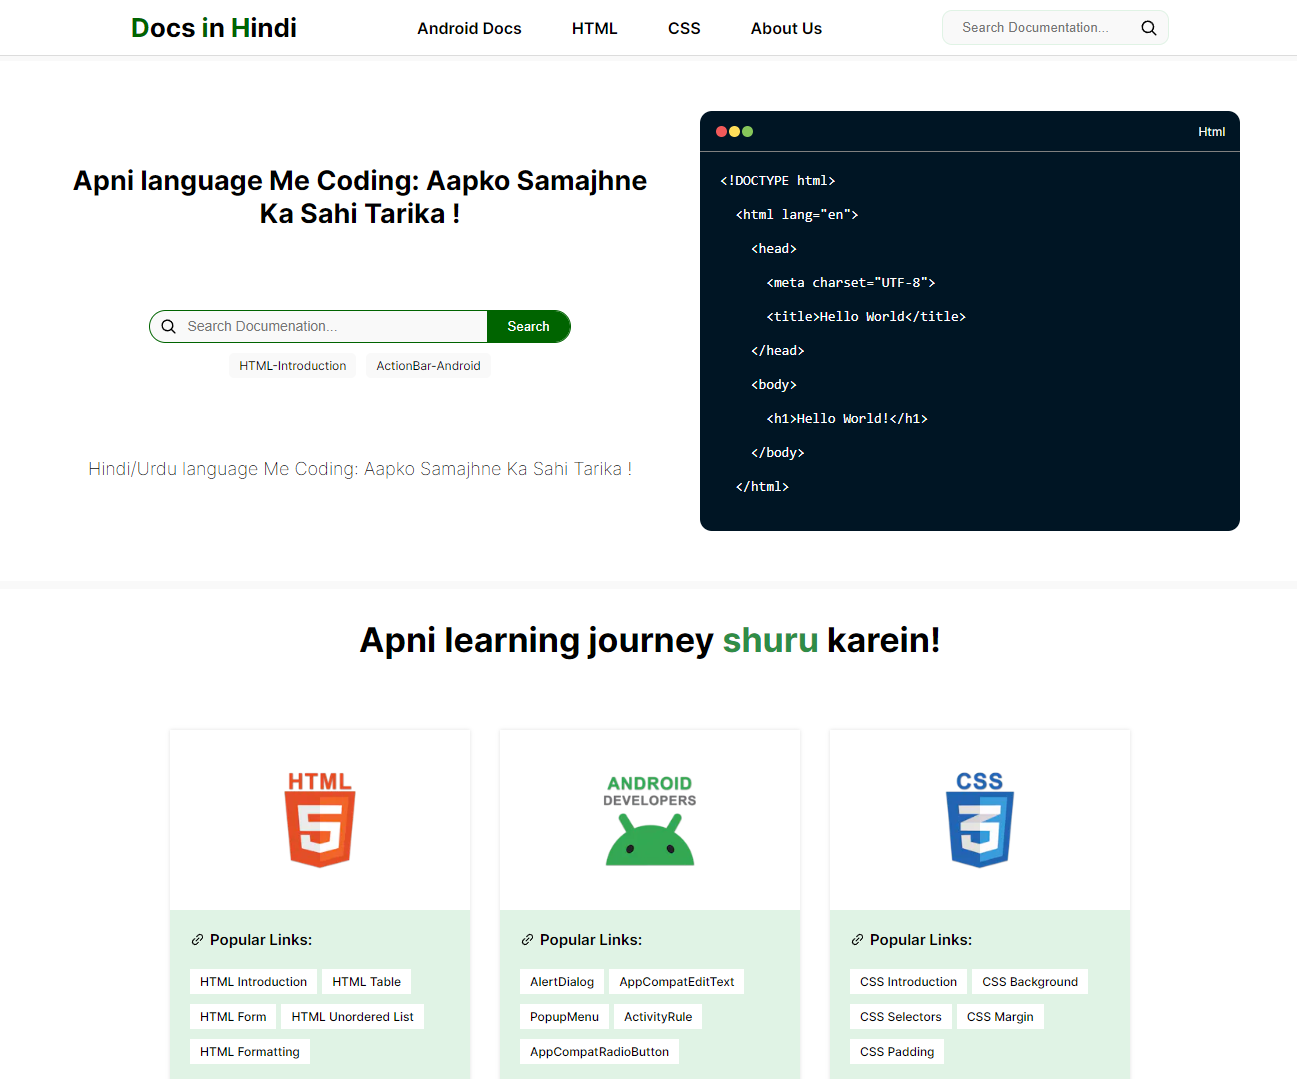 Docs in Hindi
Android Docs
HTML
CSS
About Us
Search Documentation...
Apni language Me Coding: Aapko Samajhne
Ka Sahi Tarika !
Search Documenation...
Search
HTML-Introduction
ActionBar-Android
Hindi/Urdu language Me Coding: Aapko Samajhne Ka Sahi Tarika !
Html
<!DOCTYPE html>
<html lang="en">
<head>
<meta charset="UTF-8">
<title>Hello World</title>
</head>
<body>
<h1>Hello World!</h1>
</body>
</html>
Apni learning journey shuru karein!
HTML
5
Popular Links:
HTML Introduction
HTML Table
HTML Form
HTML Unordered List
HTML Formatting
ANDROID
DEVELOPERS
Popular Links:
AlertDialog
AppCompatEditText
PopupMenu
ActivityRule
AppCompatRadioButton
CSS
3
Popular Links:
CSS Introduction
CSS Background
CSS Selectors
CSS Margin
CSS Padding